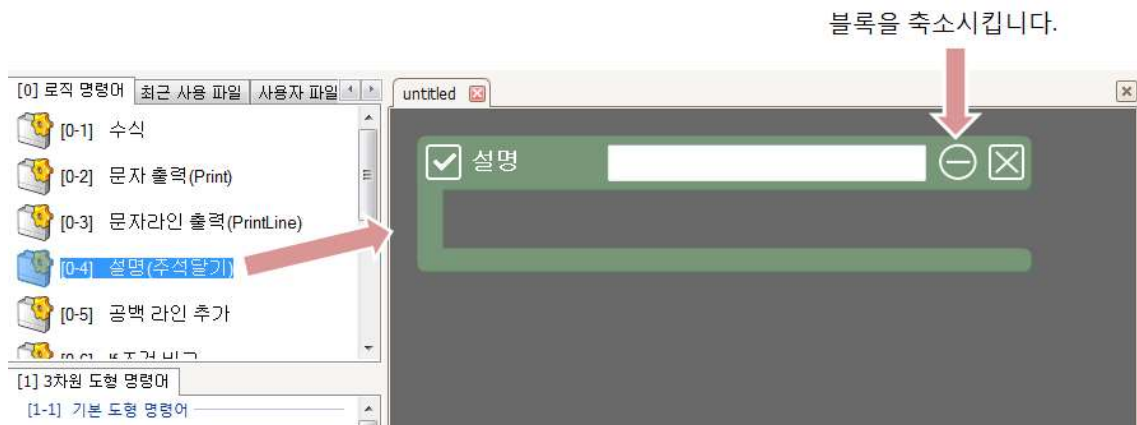 블록을 축소시킵니다.
[0] 로직 명령어 최근 사용 파일 사용자 파일
untitled
[0-1] 수식
설명
[0-2] 문자 출력(Print)
[0-3] 문자라인 출력(PrintLine)
[0-4] 설명(주석달기)
[0-5] 공백 라인 추가
[1] 3차원 도형 명령어
[1-1] 기본 도형 명령어